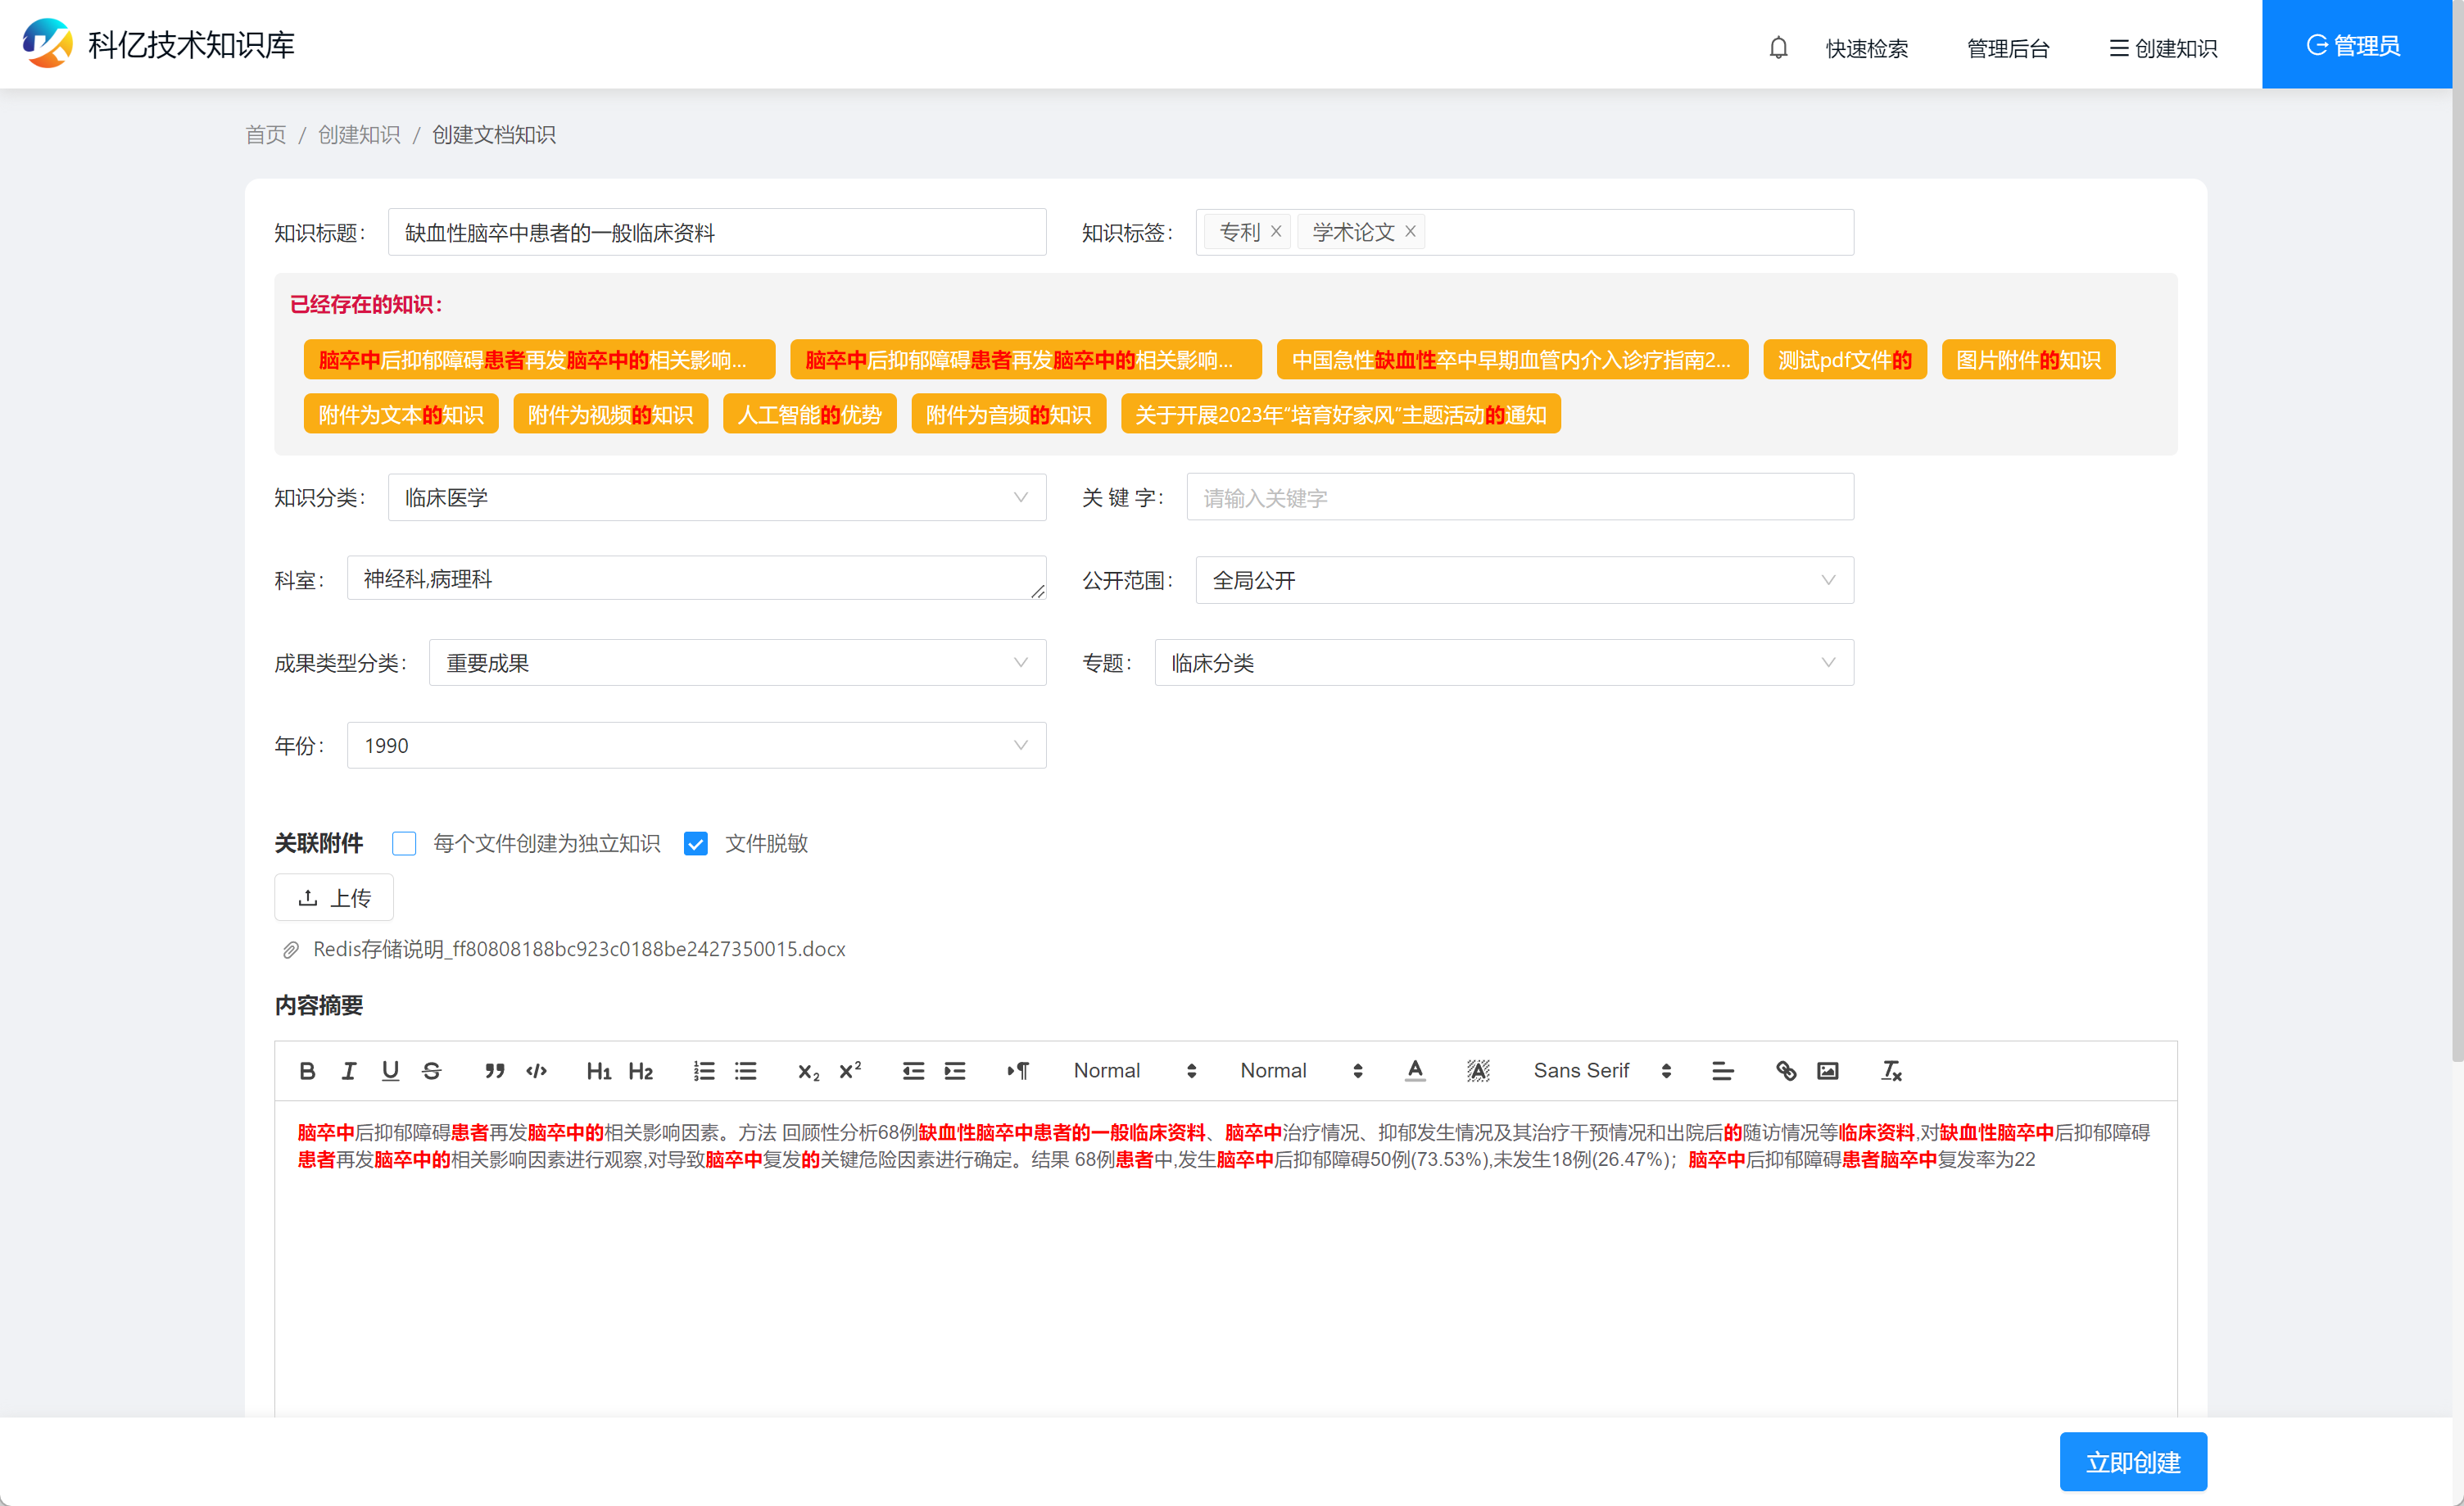 科亿技术知识库
快速检索 管理后台 创建知识 管理员
首页 / 创建知识 / 创建文档知识
知识标题： 缺血性脑卒中患者的一般临床资料 知识标签： 专利 学术论文
已经存在的知识：
脑卒中后抑郁障碍患者再发脑卒中的相关影响... 脑卒中后抑郁障碍患者再发脑卒中的相关影响... 中国急性缺血性卒中早期血管内介入诊疗指南2... 测试pdf文件的 图片附件的知识
附件为文本的知识 附件为视频的知识 人工智能的优势 附件为音频的知识 关于开展2023年“培育好家风”主题活动的通知
知识分类： 临床医学 关 键 字： 请输入关键字
科室： 神经科,病理科 公开范围： 全局公开
成果类型分类： 重要成果 专题： 临床分类
年份： 1990
关联附件 每个文件创建为独立知识 文件脱敏
上传
Redis存储说明_ff80808188bc923c0188be2427350015.docx
内容摘要
B I U S H1 H2 x2 x2 Normal Normal A A Sans Serif Tx
脑卒中后抑郁障碍患者再发脑卒中的相关影响因素。方法 回顾性分析68例缺血性脑卒中患者的一般临床资料、脑卒中治疗情况、抑郁发生情况及其治疗干预情况和出院后的随访情况等临床资料,对缺血性脑卒中后抑郁障碍
患者再发脑卒中的相关影响因素进行观察,对导致脑卒中复发的关键危险因素进行确定。结果 68例患者中,发生脑卒中后抑郁障碍50例(73.53%),未发生18例(26.47%)；脑卒中后抑郁障碍患者脑卒中复发率为22
立即创建